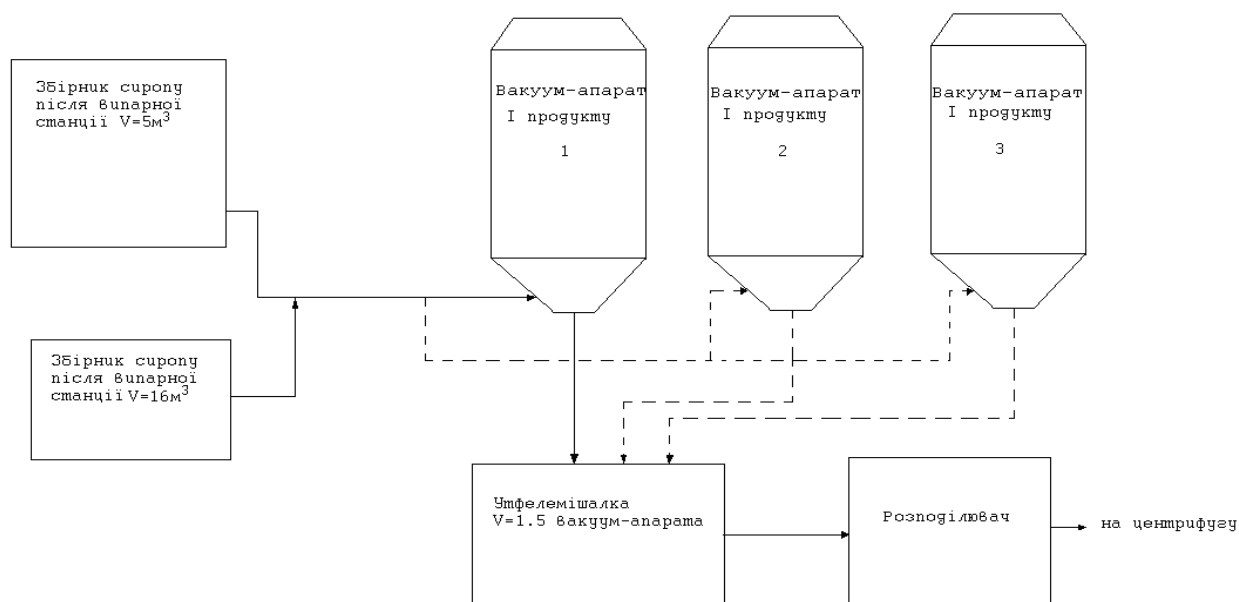 Збірник сиропу
після випарної
станції V=5м³
Вакуум-апарат
І продукту
1
Вакуум-апарат
І продукту
2
Вакуум-апарат
І продукту
3
Збірник сиропу
після випарної
станції V=16м³
Утфелемішалка
V=1.5 вакуум-апарата
Розподілювач
на центрифугу